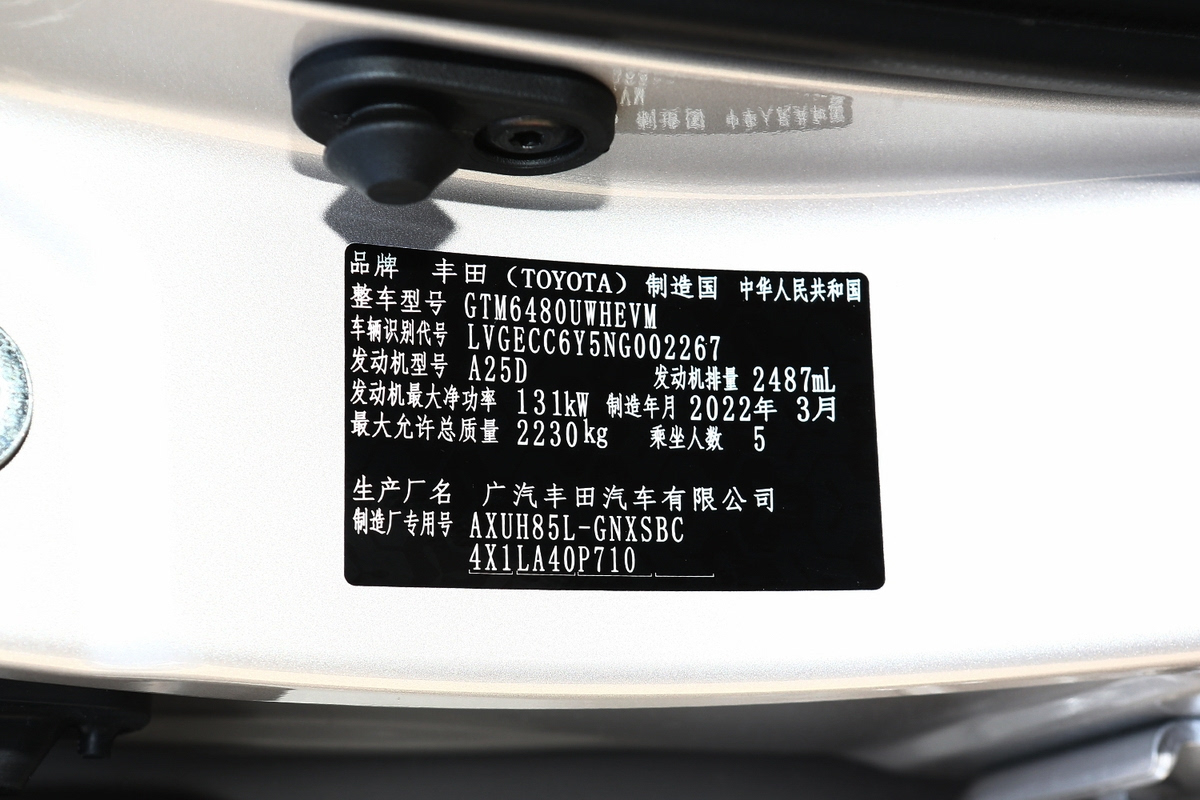 品牌 丰田（TOYOTA）制造国 中华人民共和国
整车型号 GTM6480UWHEVM
车辆识别代号 LVGECC6Y5NG002267
发动机型号 A25D 发动机排量 2487mL
发动机最大净功率 131kW 制造年月 2022年 3月
最大允许总质量 2230kg 乘坐人数 5
生产厂名 广汽丰田汽车有限公司
制造厂专用号 AXUH85L-GNXSBC
4X1LA40P710